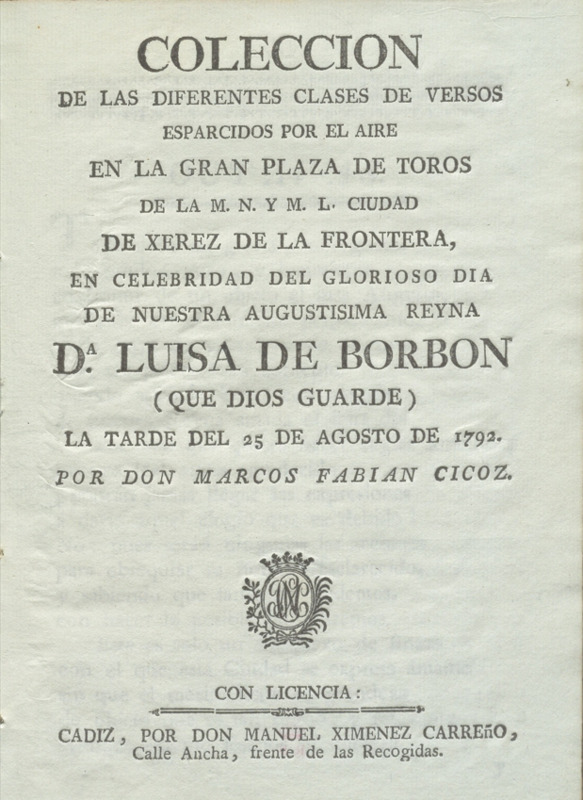 COLECCION
DE LAS DIFERENTES CLASES DE VERSOS
ESPARCIDOS POR EL AIRE
EN LA GRAN PLAZA DE TOROS
DE LA M. N. Y M. L. CIUDAD
DE XEREZ DE LA FRONTERA,
EN CELEBRIDAD DEL GLORIOSO DIA
DE NUESTRA AUGUSTISIMA REYNA
D.ᴬ LUISA DE BORBON
(QUE DIOS GUARDE)
LA TARDE DEL 25 DE AGOSTO DE 1792.
POR DON MARCOS FABIAN CICOZ.
CON LICENCIA:
CADIZ, POR DON MANUEL XIMENEZ CARREñO,
Calle Ancha, frente de las Recogidas.